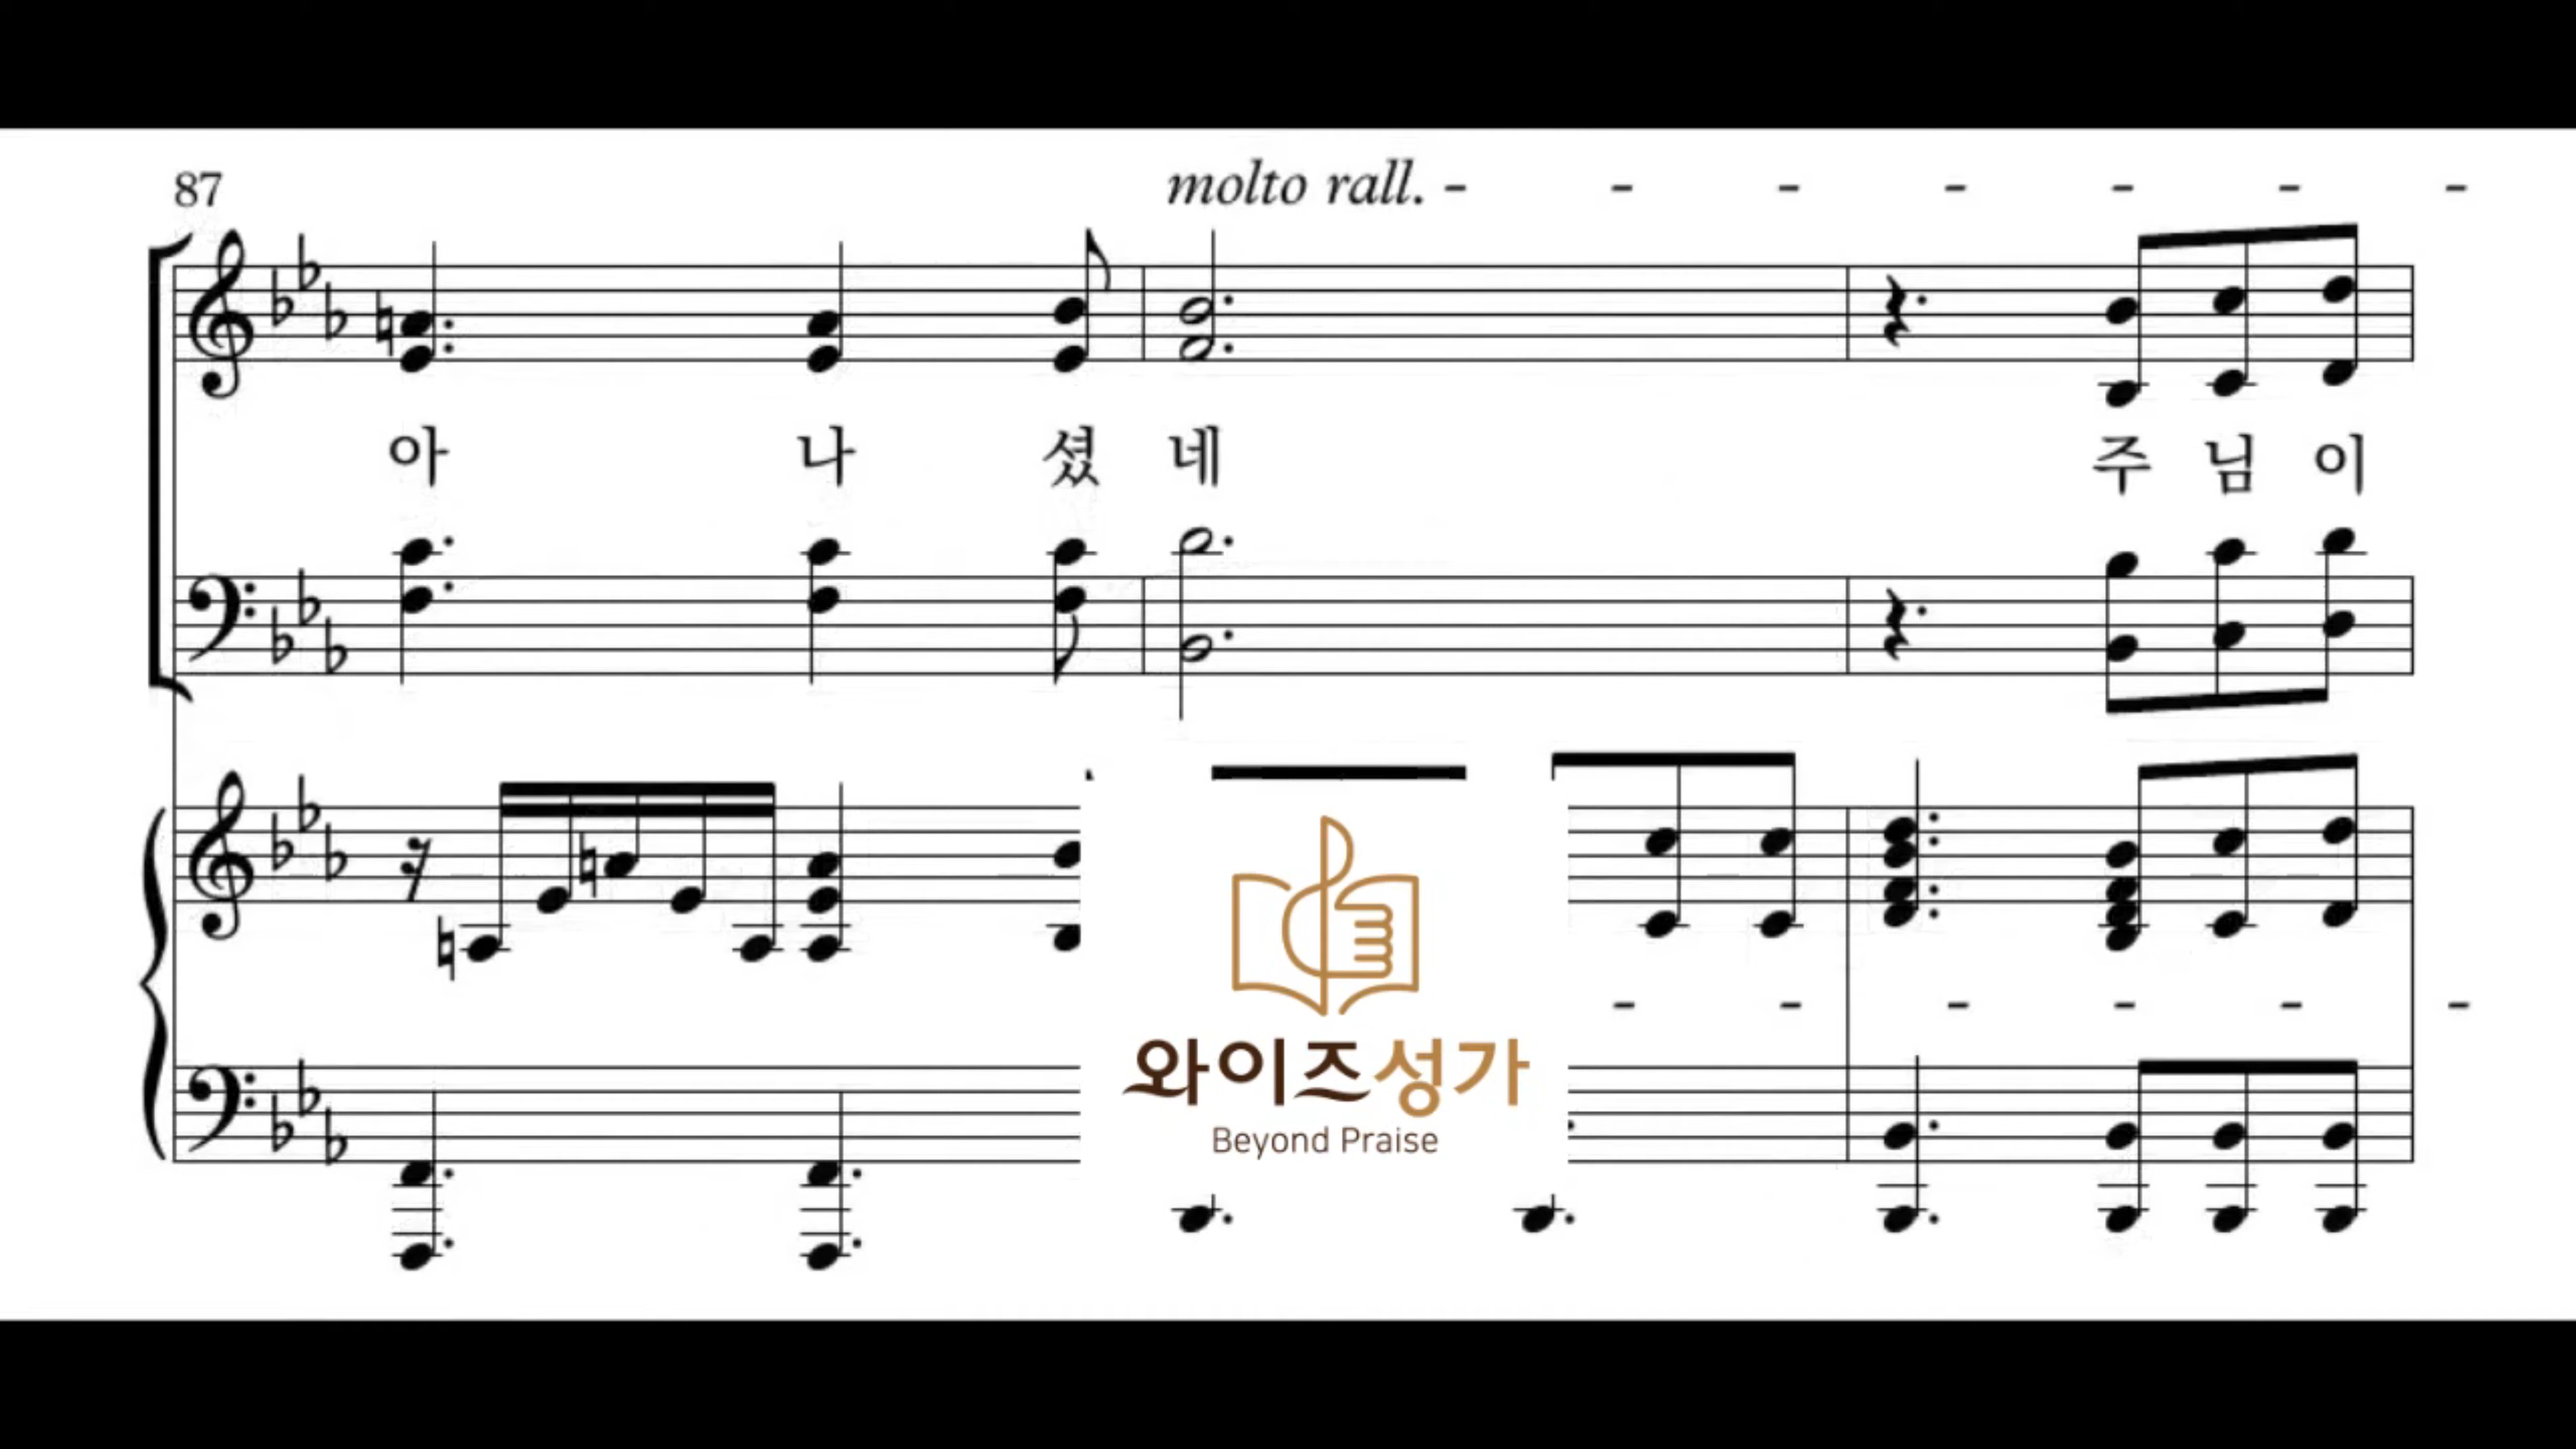 87
molto rall. - - - - - - -
아 나 셨 네 주 님 이
- - - - - -
와이즈성가
Beyond Praise